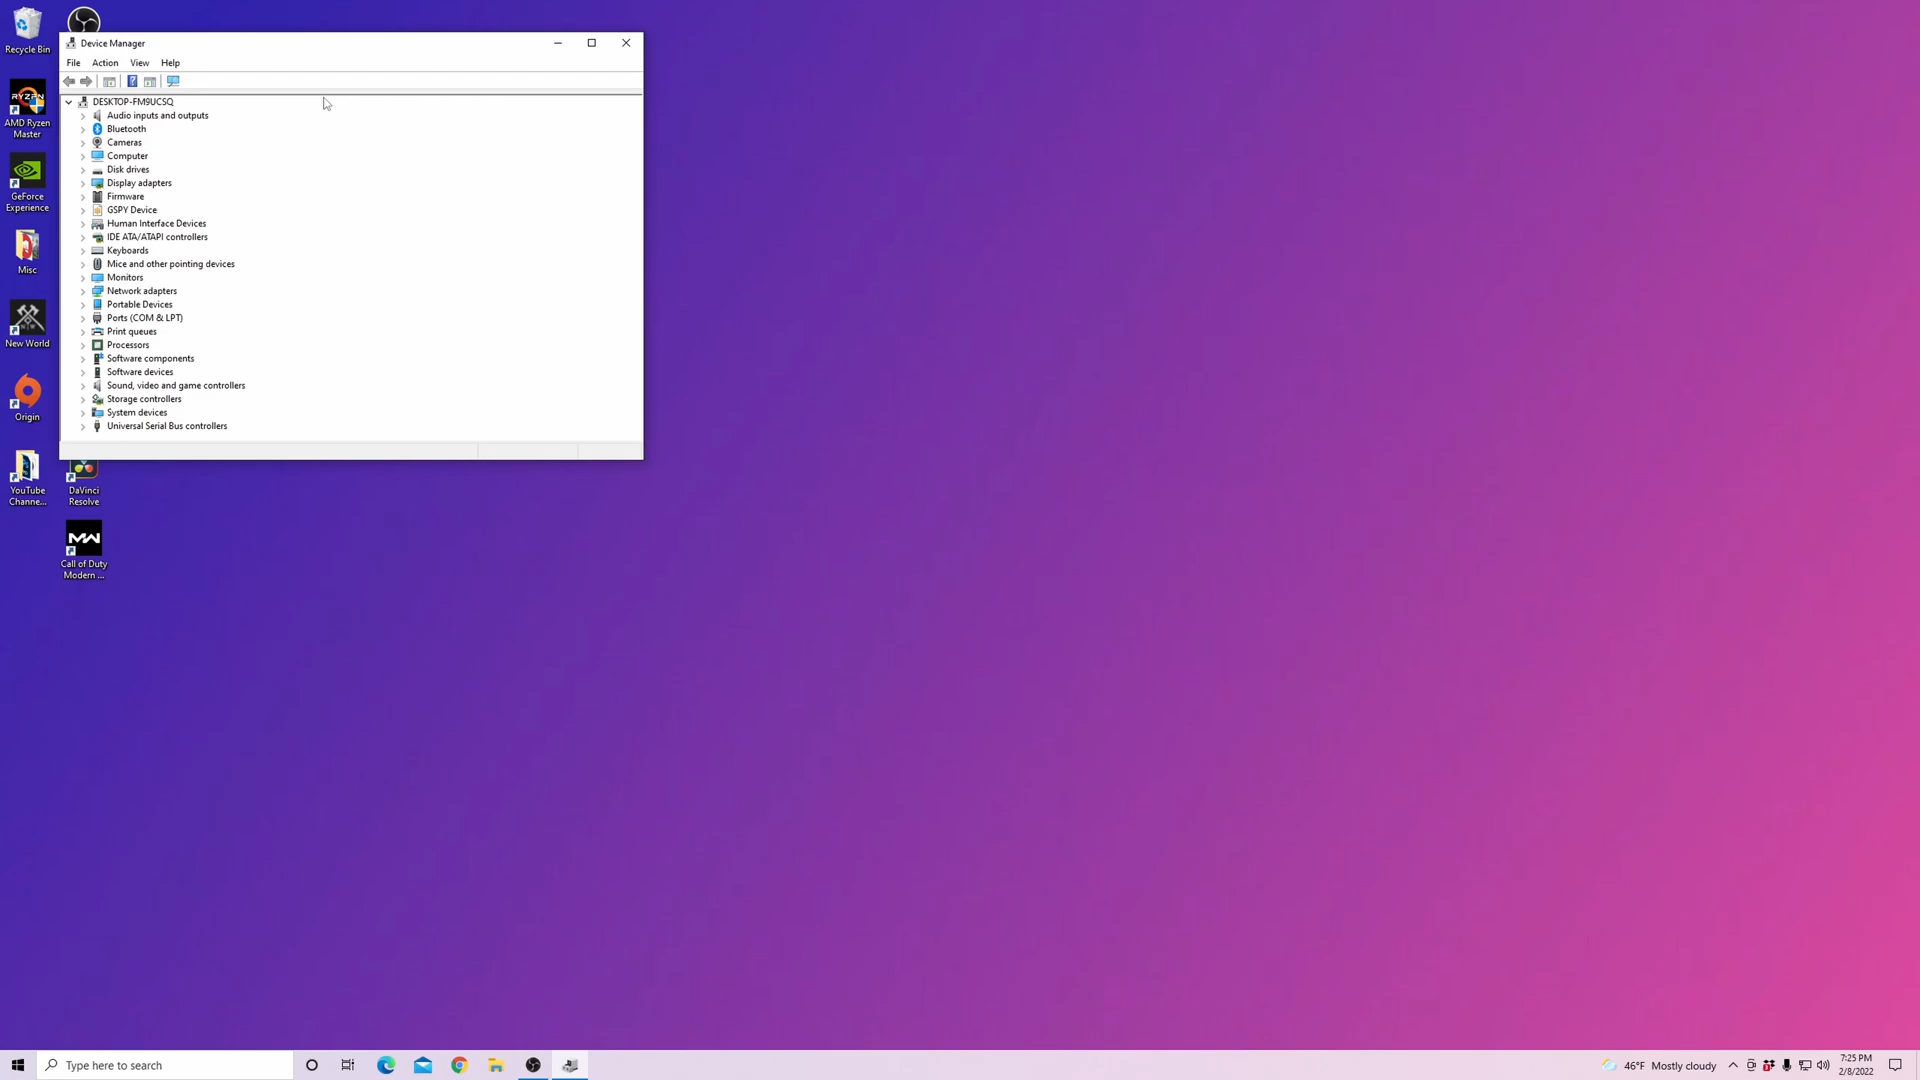 Recycle Bin
AMD Ryzen
Master
GeForce
Experience
Misc
New World
Origin
YouTube
Channe...
DaVinci
Resolve
Call of Duty
Modern ...
Device Manager
File Action View Help
DESKTOP-FM9UCSQ
Audio inputs and outputs
Bluetooth
Cameras
Computer
Disk drives
Display adapters
Firmware
GSPY Device
Human Interface Devices
IDE ATA/ATAPI controllers
Keyboards
Mice and other pointing devices
Monitors
Network adapters
Portable Devices
Ports (COM & LPT)
Print queues
Processors
Software components
Software devices
Sound, video and game controllers
Storage controllers
System devices
Universal Serial Bus controllers
Type here to search
46°F Mostly cloudy
7:25 PM
2/8/2022